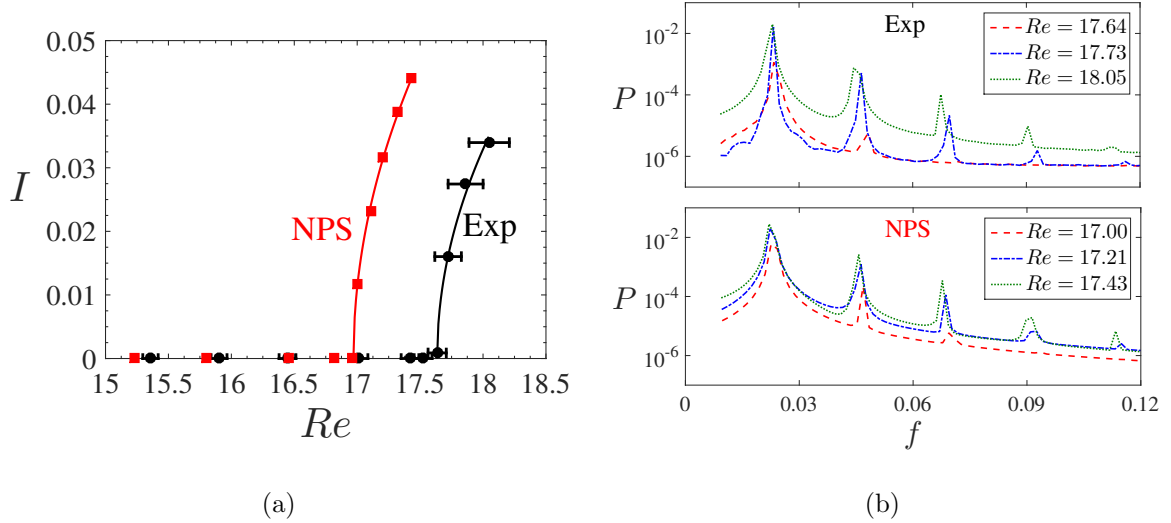 0.05
0.04
0.03
0.02
0.01
0
I
NPS
Exp
15 15.5 16 16.5 17 17.5 18 18.5
Re
(a)
Exp
Re = 17.64
Re = 17.73
Re = 18.05
10^{-2}
10^{-4}
10^{-6}
P
NPS
Re = 17.00
Re = 17.21
Re = 17.43
10^{-2}
10^{-4}
10^{-6}
P
0 0.03 0.06 0.09 0.12
f
(b)